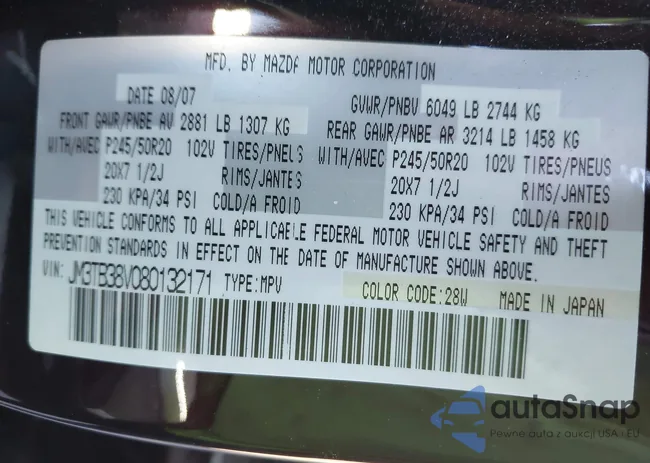 MFD. BY MAZDA MOTOR CORPORATION
DATE 08/07
GVWR/PNBV 6049 LB 2744 KG
FRONT GAWR/PNBE AV 2881 LB 1307 KG
REAR GAWR/PNBE AR 3214 LB 1458 KG
WITH/AVEC P245/50R20 102V TIRES/PNEUS WITH/AVEC P245/50R20 102V TIRES/PNEUS
20X7 1/2J RIMS/JANTES 20X7 1/2J RIMS/JANTES
230 KPA/34 PSI COLD/A FROID 230 KPA/34 PSI COLD/A FROID
THIS VEHICLE CONFORMS TO ALL APPLICABLE FEDERAL MOTOR VEHICLE SAFETY AND THEFT
PREVENTION STANDARDS IN EFFECT ON THE DATE OF MANUFACTURE SHOWN ABOVE.
VIN: JM3TB38V080132171 TYPE:MPV COLOR CODE:28W MADE IN JAPAN
autoSnap
Pewne auta z aukcji USA - EU